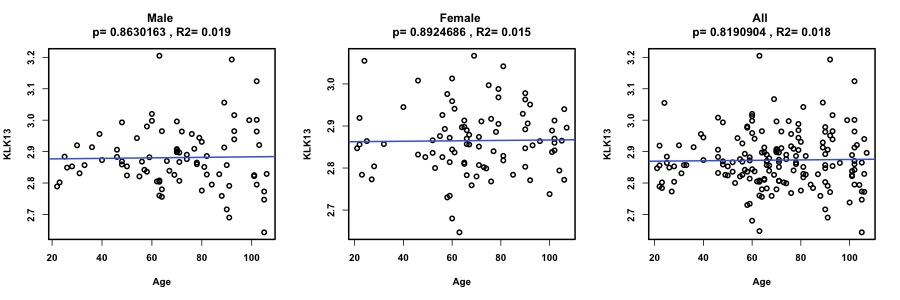 Male
p= 0.8630163 , R2= 0.019
KLK13
3.2
3.1
3.0
2.9
2.8
2.7
20 40 60 80 100
Age
Female
p= 0.8924686 , R2= 0.015
KLK13
3.0
2.9
2.8
2.7
20 40 60 80 100
Age
All
p= 0.8190904 , R2= 0.018
KLK13
3.2
3.1
3.0
2.9
2.8
2.7
20 40 60 80 100
Age